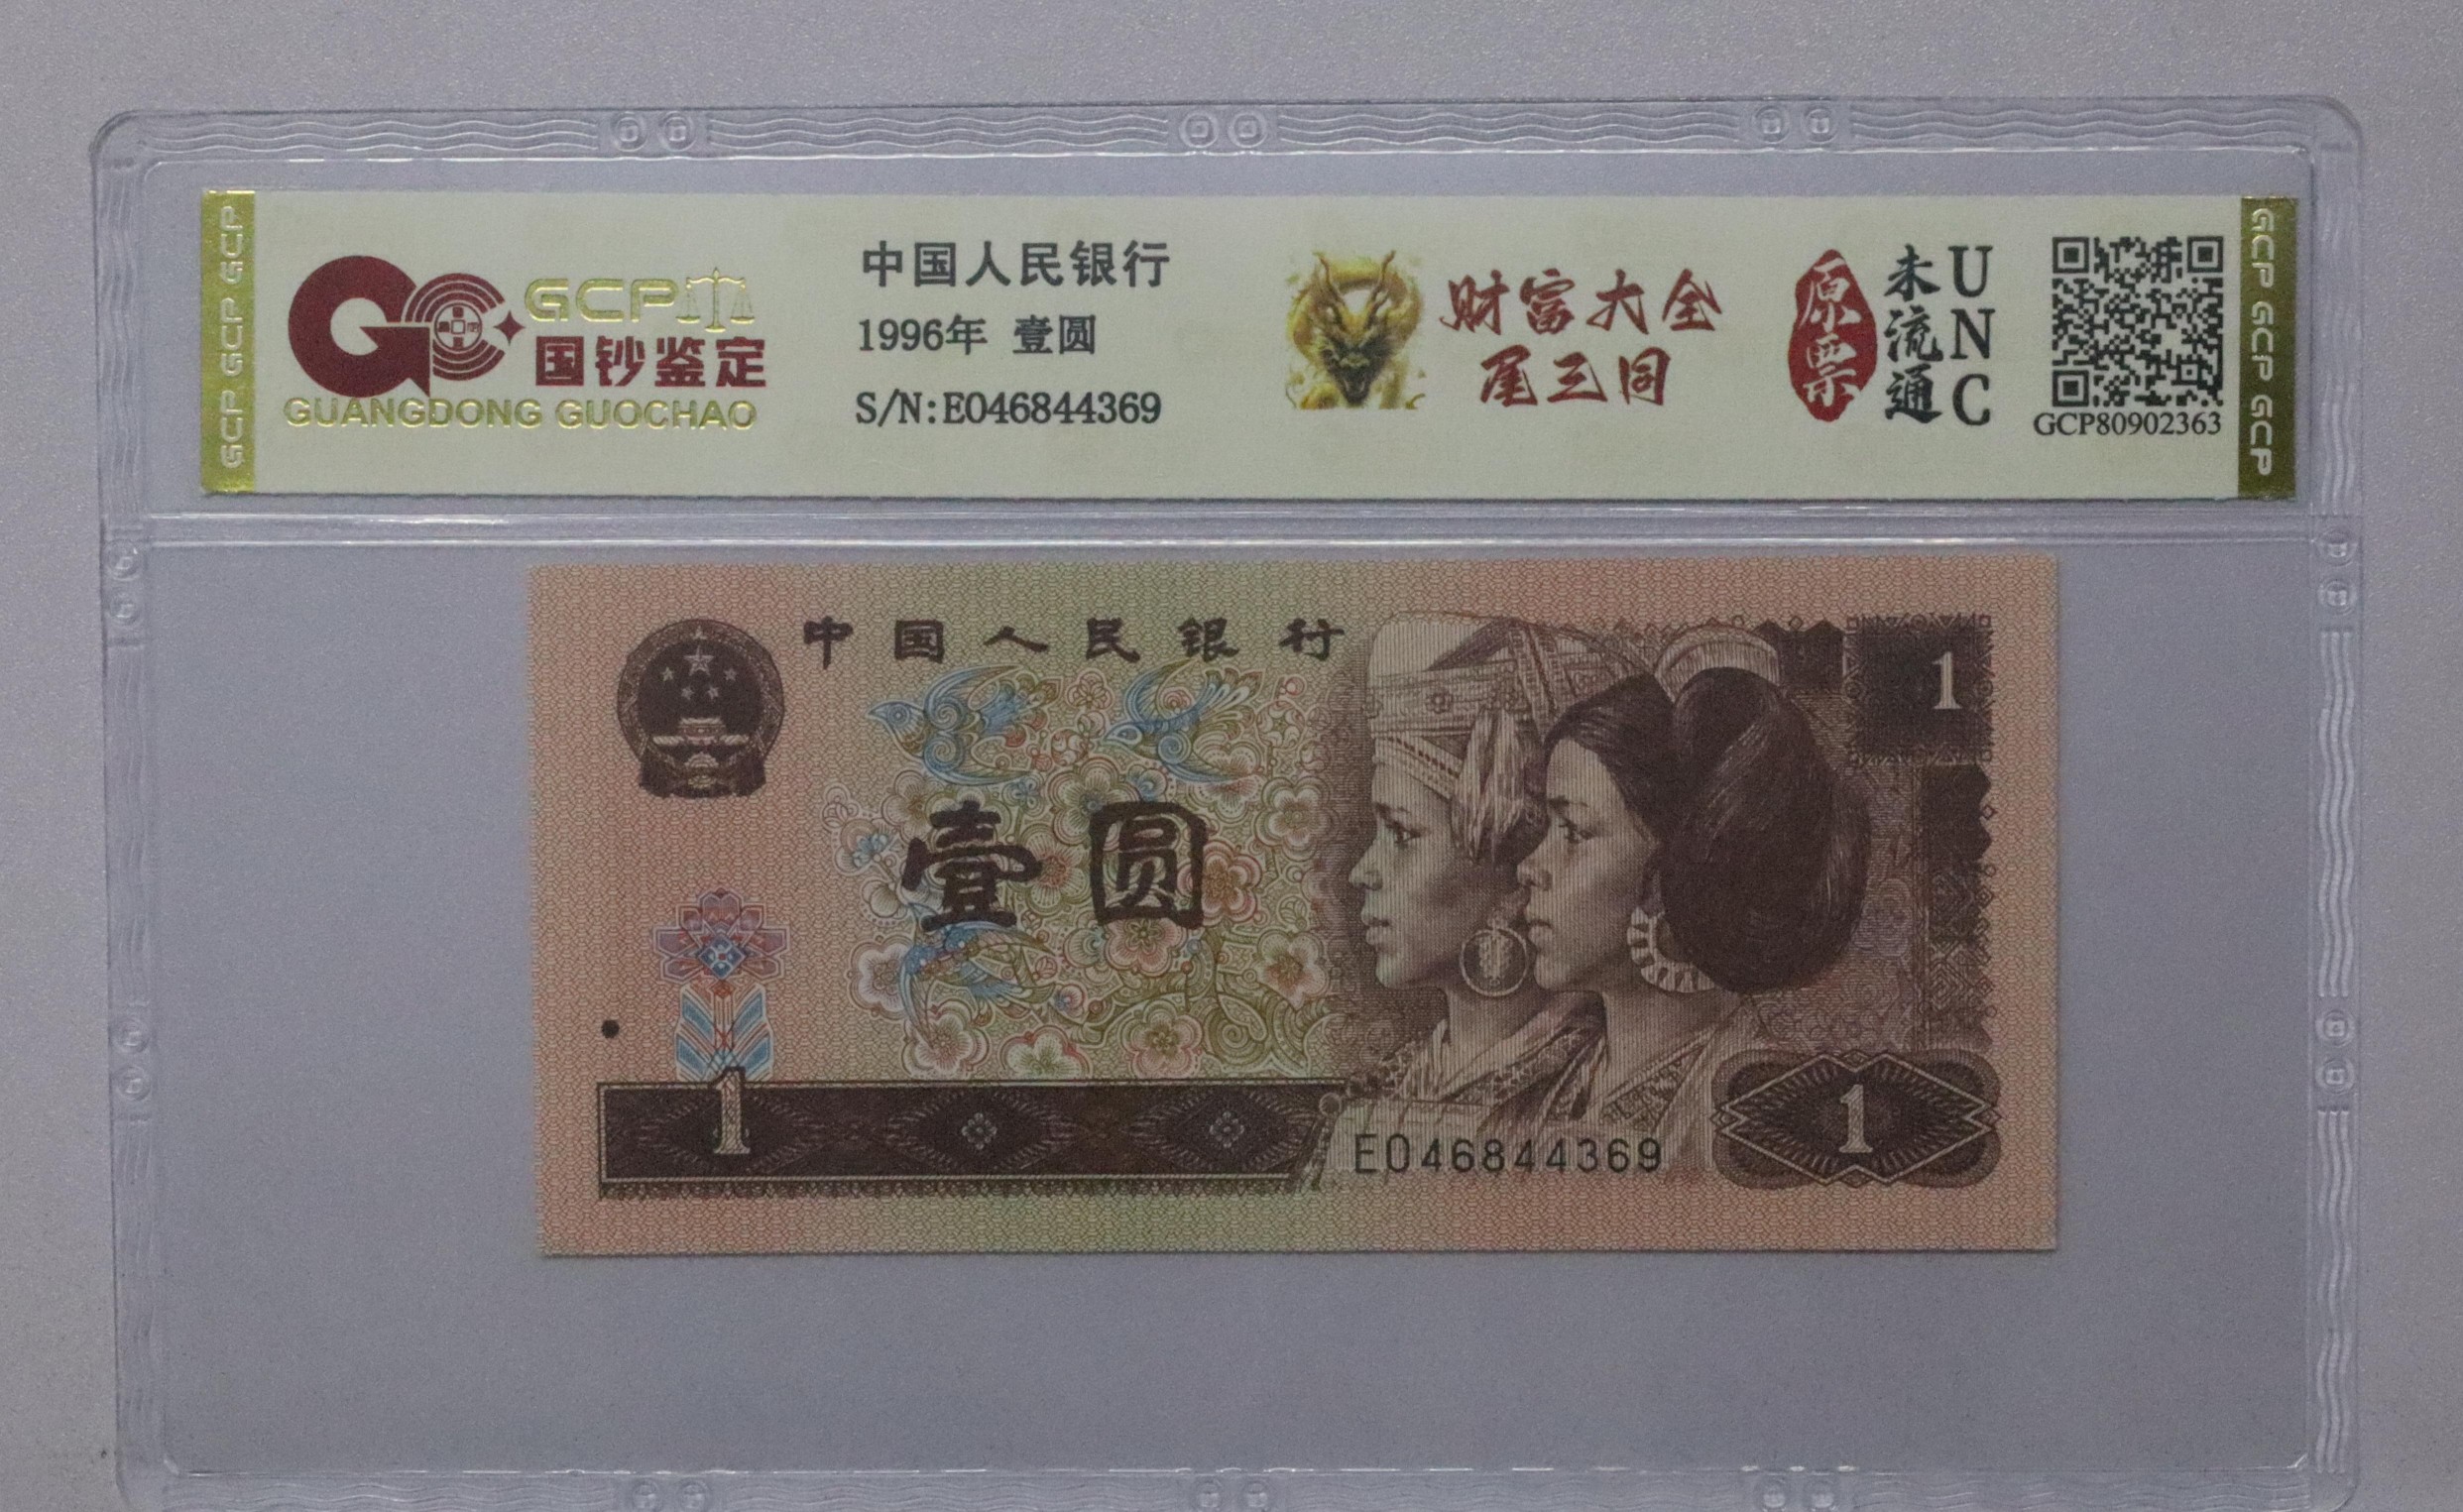 GCP GCP GCP
GCP
国钞鉴定
GUANGDONG GUOCHAO
中国人民银行
1996年 壹圆
S/N:E046844369
财富大全
尾三同
原票
未流通
UNC
GCP80902363
GCP GCP GCP
中国人民银行
1
壹圆
1
1
E046844369